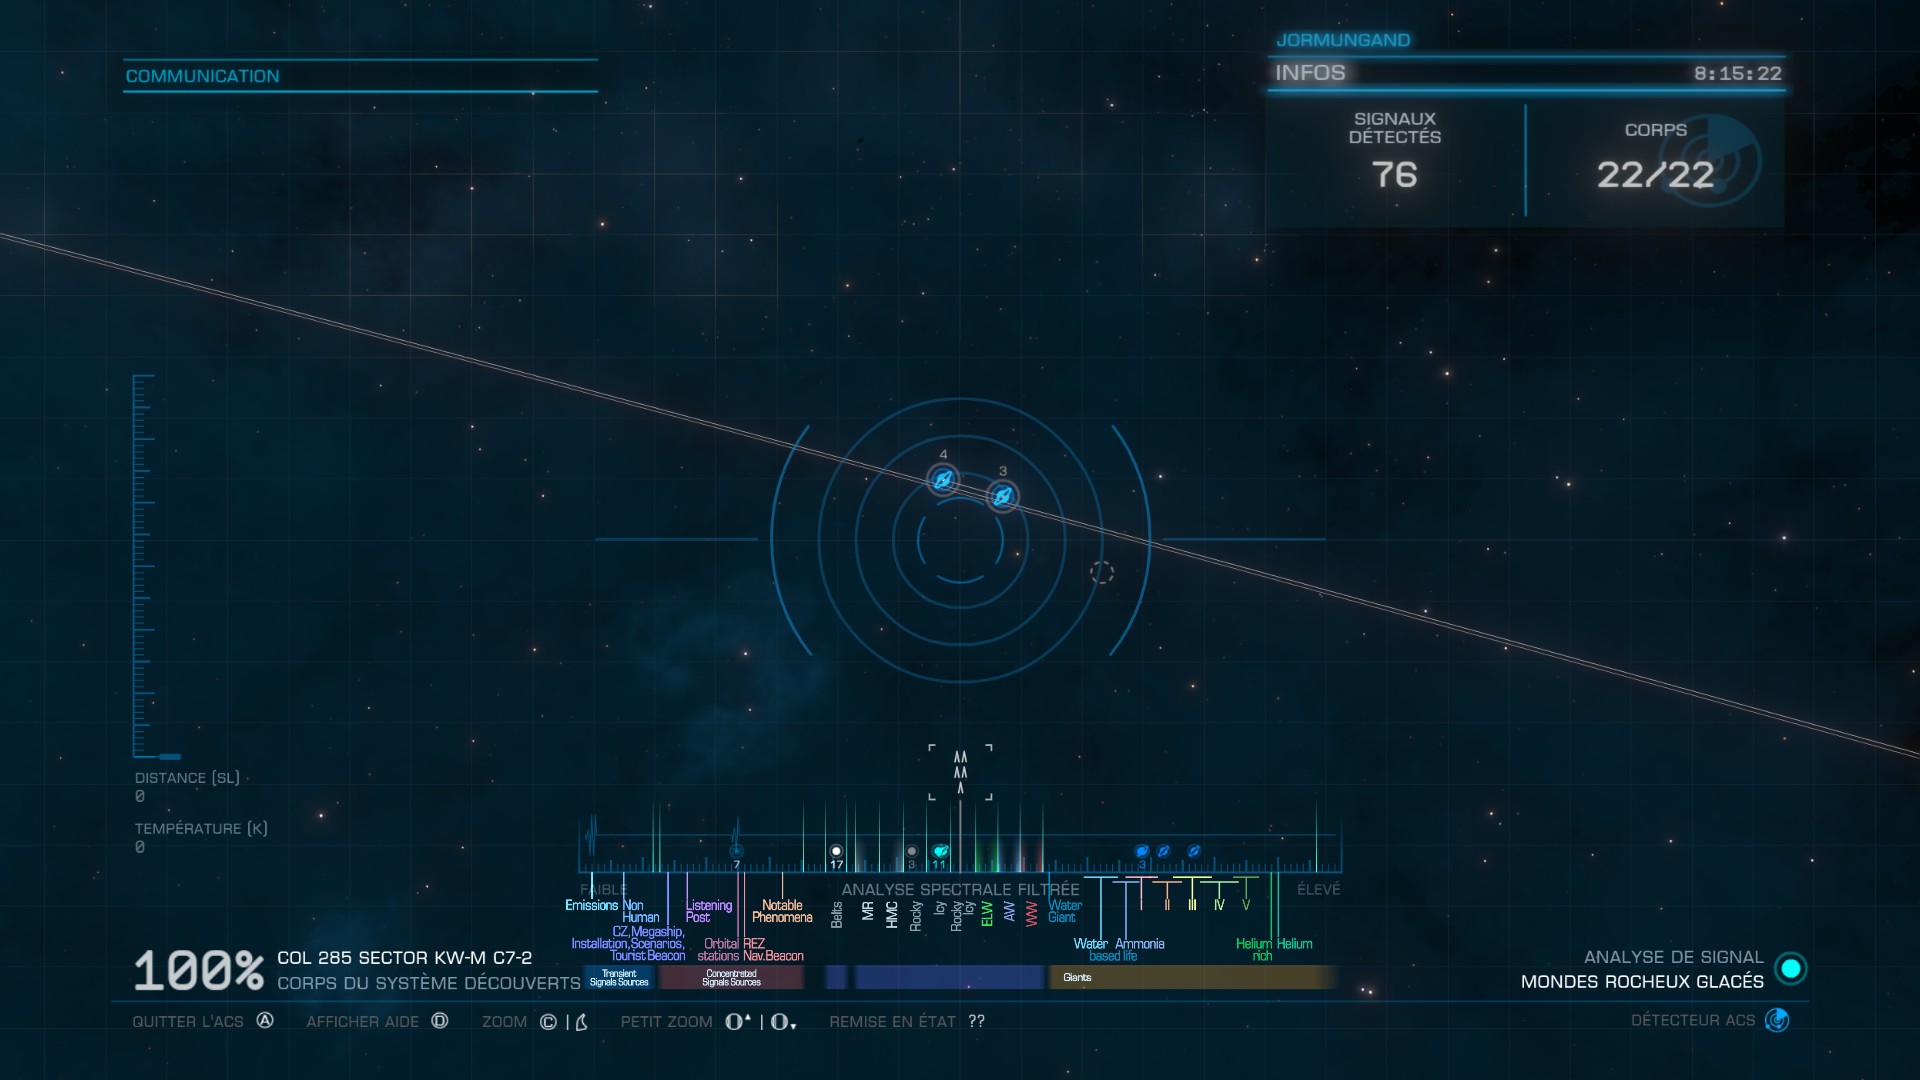 COMMUNICATION
JORMUNGAND
INFOS 8:15:22
SIGNAUX
DÉTECTÉS
76
CORPS
22/22
4
3
DISTANCE (SL)
0
TEMPÉRATURE (K)
0
7 17 3 11 3
FAIBLE ANALYSE SPECTRALE FILTRÉE ÉLEVÉ
Emissions
Non
Human
CZ, Megaship,
Installation, Scenarios,
Tourist Beacon
Listening
Post
Orbital
stations
REZ
Nav.Beacon
Notable
Phenomena
Belts
MR
HMC
Rocky
Icy
Rocky
Icy
ELW
AW
WW
Water
Giant
Water
Ammonia
based life
I
II
III
IV
V
Helium
rich
Helium
Transient
Signals Sources
Concentrated
Signals Sources
Giants
100%
COL 285 SECTOR KW-M C7-2
CORPS DU SYSTÈME DÉCOUVERTS
ANALYSE DE SIGNAL
MONDES ROCHEUX GLACÉS
QUITTER L'ACS A AFFICHER AIDE D ZOOM C | PETIT ZOOM O | O REMISE EN ÉTAT ??
DÉTECTEUR ACS